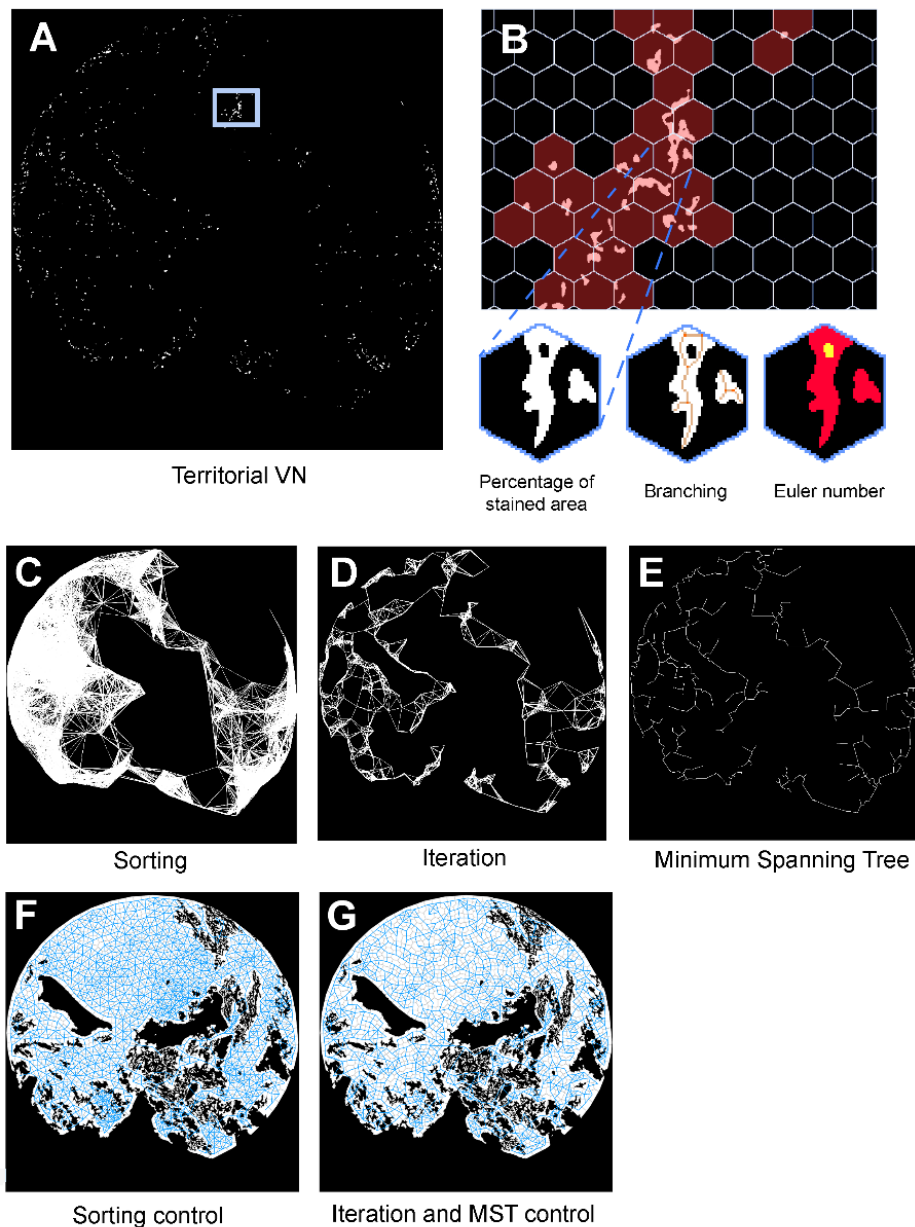 A
B
Territorial VN
Percentage of
stained area
Branching
Euler number
C
D
E
Sorting
Iteration
Minimum Spanning Tree
F
G
Sorting control
Iteration and MST control